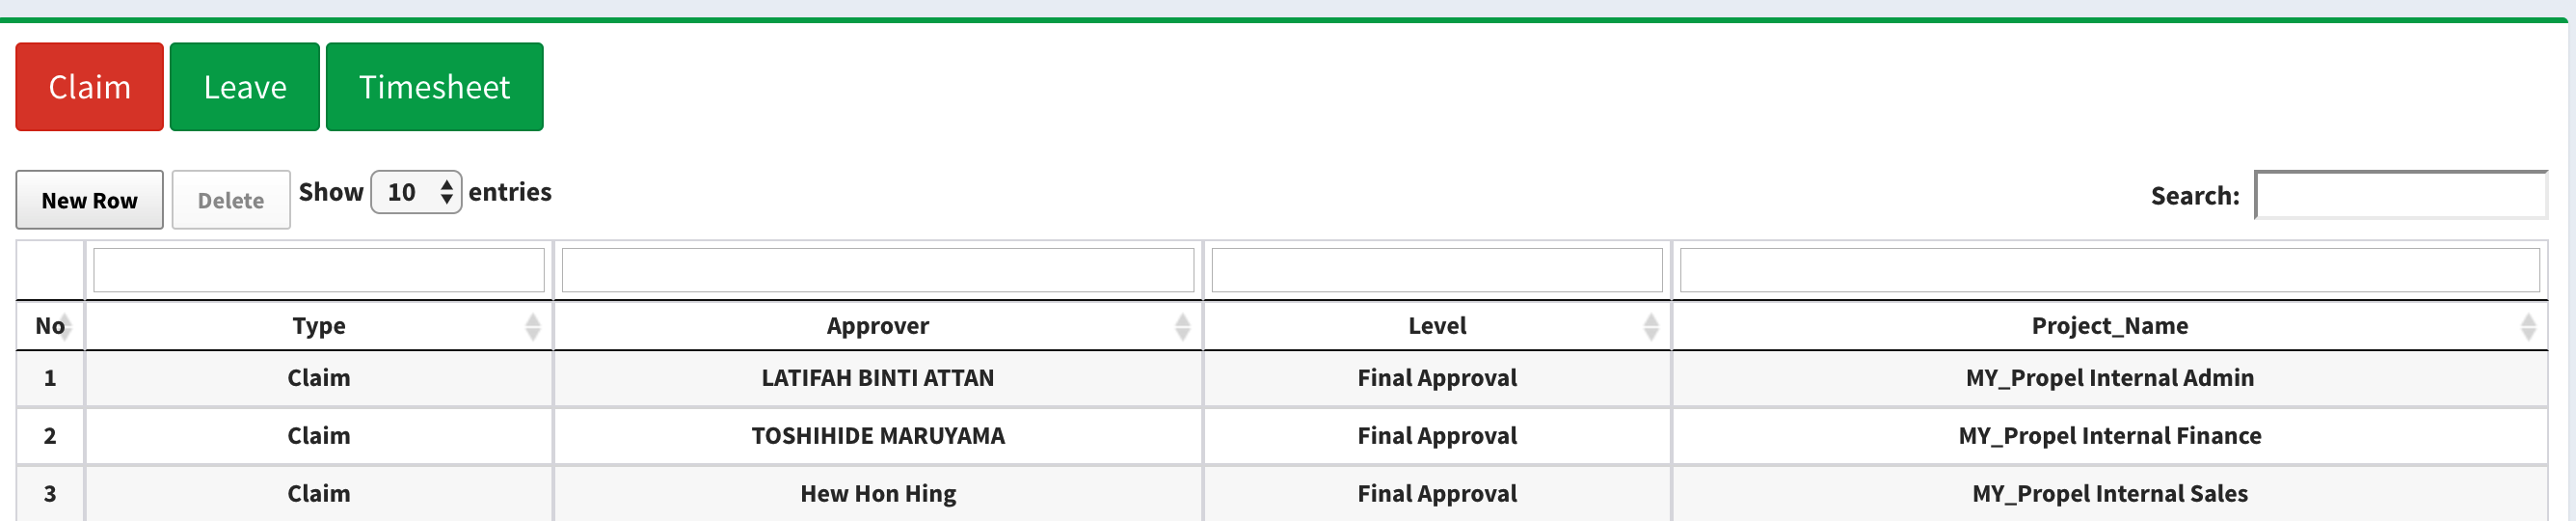 Claim Leave Timesheet
New Row Delete Show 10 entries Search:
No Type Approver Level Project_Name
1 Claim LATIFAH BINTI ATTAN Final Approval MY_Propel Internal Admin
2 Claim TOSHIHIDE MARUYAMA Final Approval MY_Propel Internal Finance
3 Claim Hew Hon Hing Final Approval MY_Propel Internal Sales